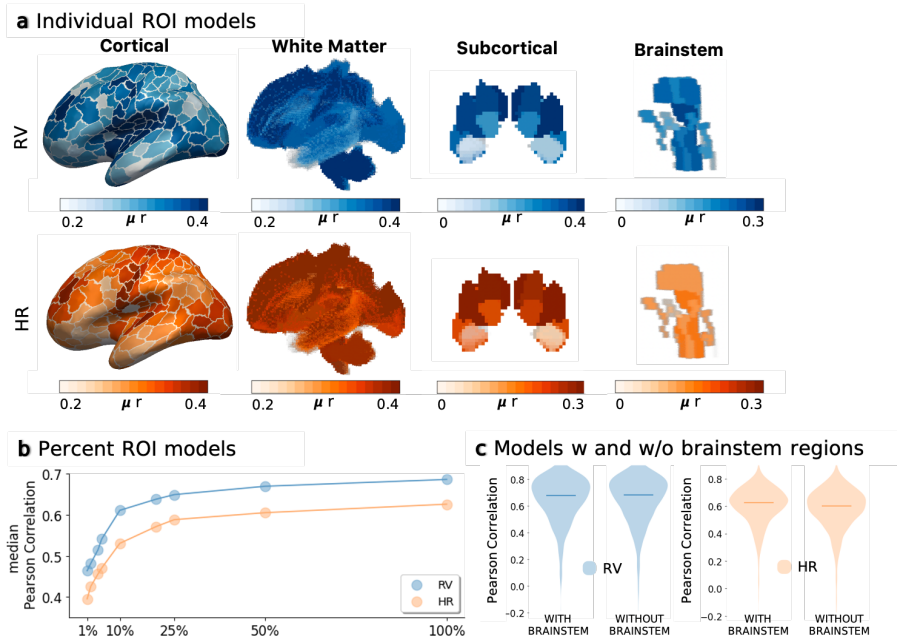 a Individual ROI models
Cortical White Matter Subcortical Brainstem
RV
0.2 μ r 0.4 0.2 μ r 0.4 0 μ r 0.4 0 μ r 0.3
HR
0.2 μ r 0.4 0.2 μ r 0.4 0 μ r 0.3 0 μ r 0.3
b Percent ROI models
median
Pearson Correlation
0.7
0.6
0.5
0.4
RV
HR
1% 10% 25% 50% 100%
c Models w and w/o brainstem regions
Pearson Correlation
0.8
0.6
0.4
0.2
0.0
−0.2
RV
WITH BRAINSTEM
WITHOUT BRAINSTEM
Pearson Correlation
0.8
0.6
0.4
0.2
0.0
−0.2
HR
WITH BRAINSTEM
WITHOUT BRAINSTEM